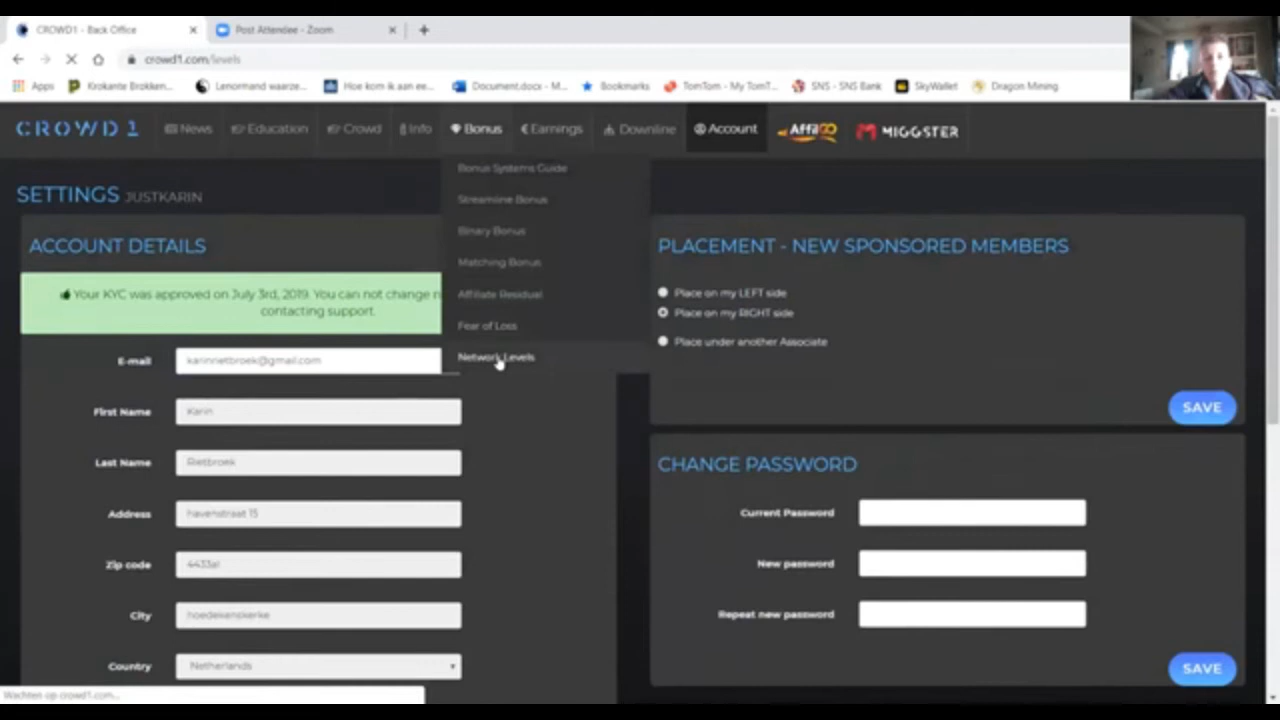 CROWD1 - Back Office
Post Attendee - Zoom
crowd1.com/levels
Apps
Krokante Brokken...
Lenormand waarze...
Hoe kom ik aan ee...
Document.docx - M...
Bookmarks
TomTom - My TomT...
SNS - SNS Bank
SkyWallet
Dragon Mining
CROWD1
News
Education
Crowd
Info
Bonus
Earnings
Downline
Account
AffilGO
MIGGSTER
Bonus Systems Guide
Streamline Bonus
Binary Bonus
Matching Bonus
Affiliate Residual
Fear of Loss
Network Levels
SETTINGS JUSTKARIN
ACCOUNT DETAILS
Your KYC was approved on July 3rd, 2019. You can not change
contacting support.
E-mail
First Name Karin
Last Name
Address havenstraat 15
Zip code
City
Country Netherlands
PLACEMENT - NEW SPONSORED MEMBERS
Place on my LEFT side
Place on my RIGHT side
Place under another Associate
SAVE
CHANGE PASSWORD
Current Password
New password
Repeat new password
SAVE
Wachten op crowd1.com...